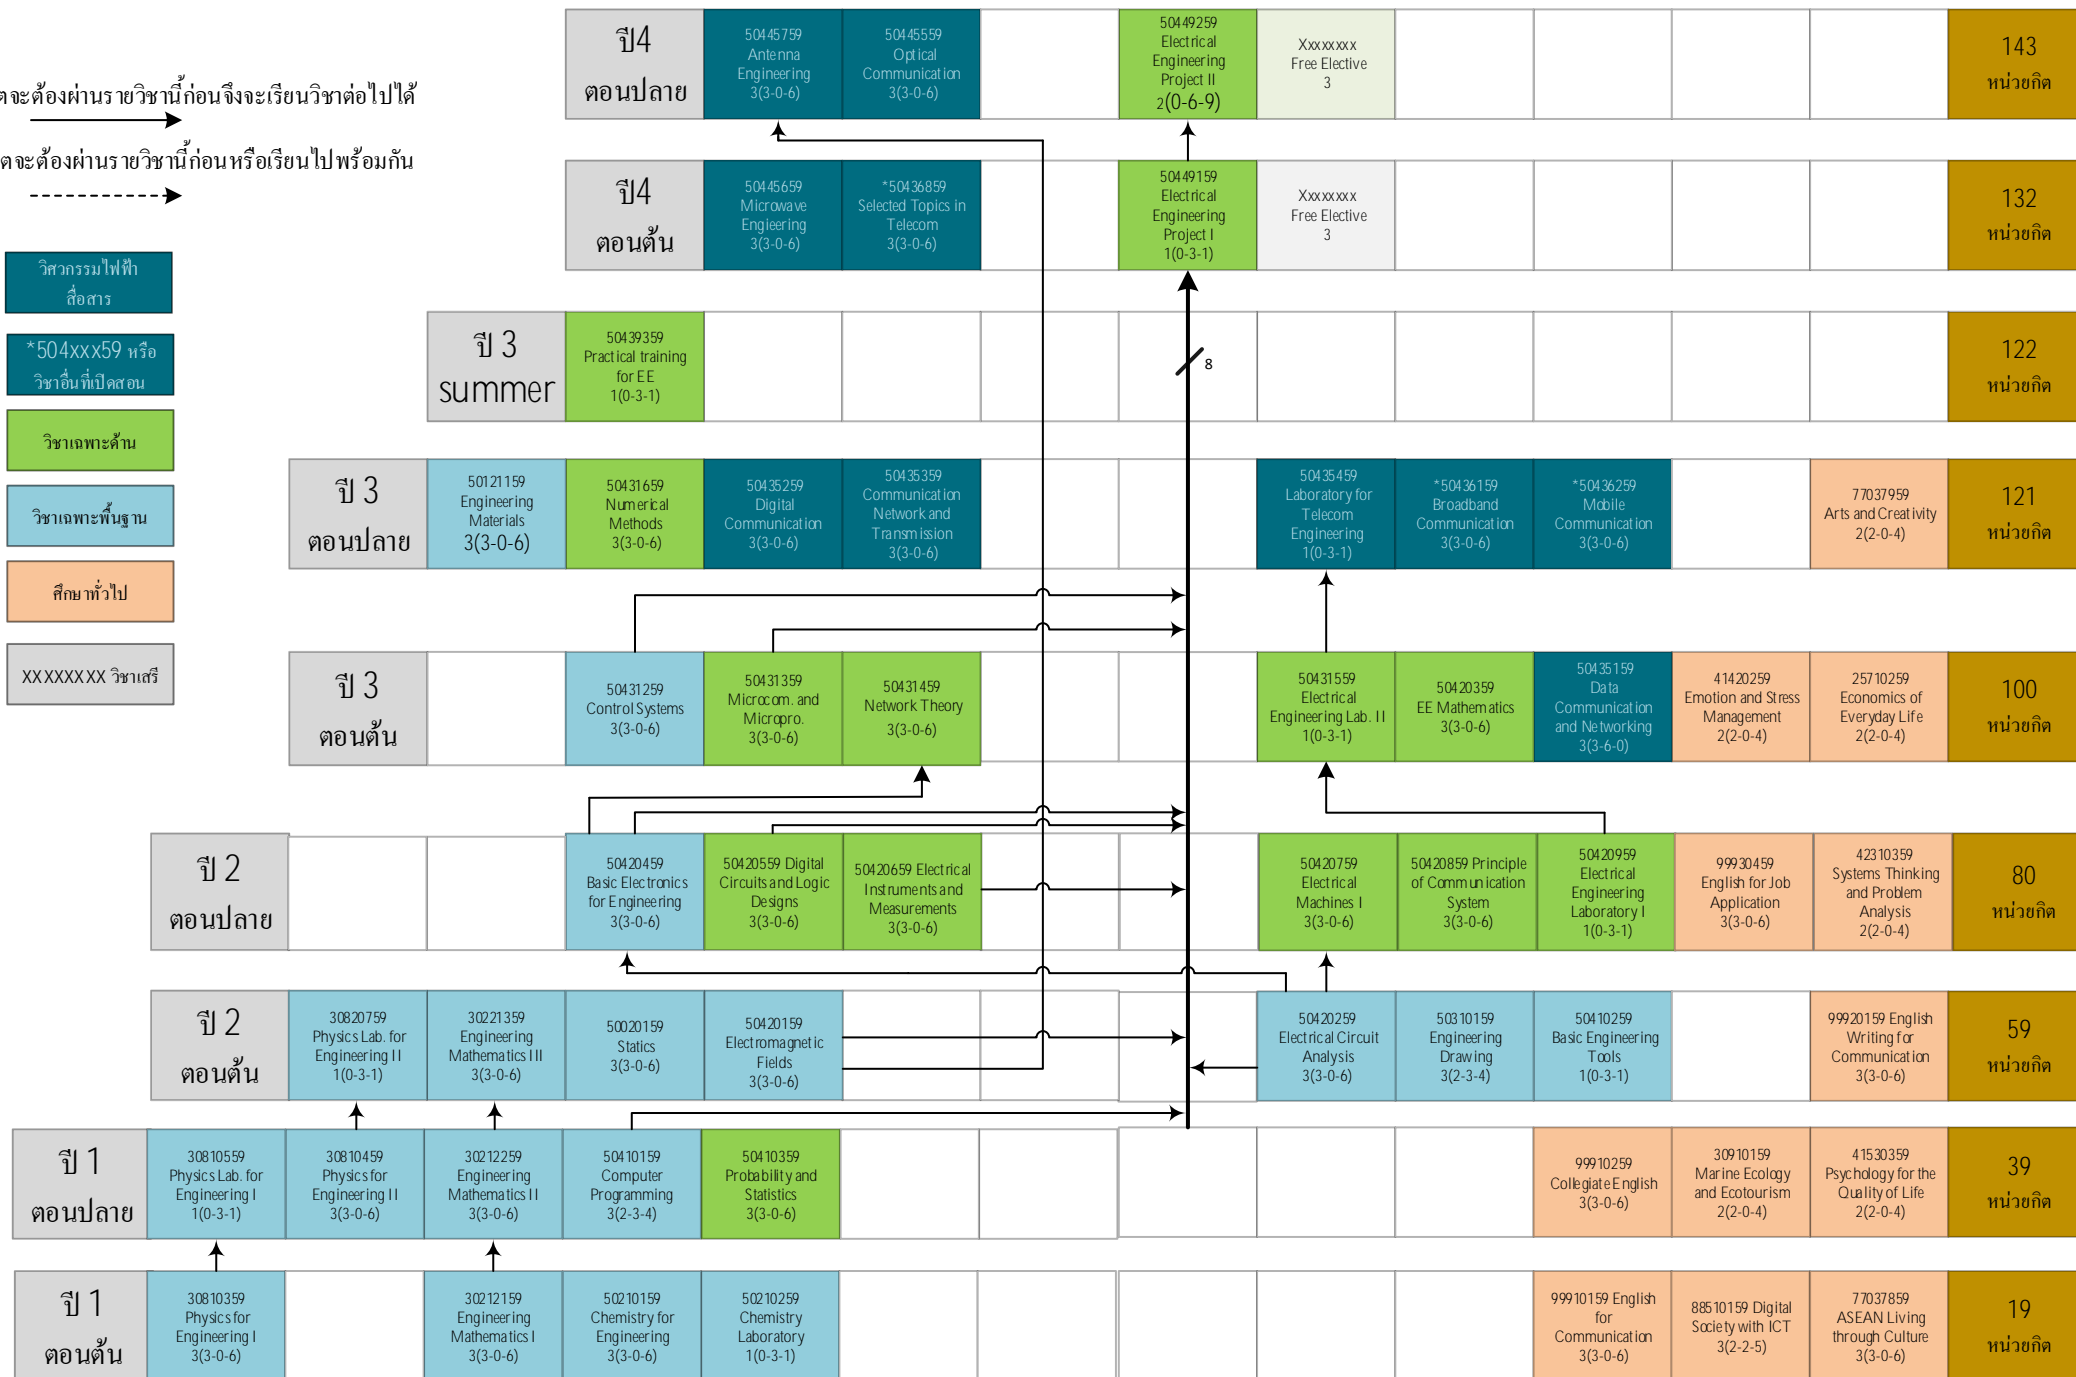 ปี4
ตอนปลาย
50445759
Antenna
Engineering
3(3-0-6)
50445559
Optical
Communication
3(3-0-6)
50449259
Electrical
Engineering
Project II
2(0-6-9)
Xxxxxxxx
Free Elective
3
143
หน่วยกิต
ตจะต้องผ่านรายวิชานี้ก่อนจึงจะเรียนวิชาต่อไปได้
ตจะต้องผ่านรายวิชานี้ก่อนหรือเรียนไปพร้อมกัน
ปี4
ตอนต้น
50445659
Microwave
Engieering
3(3-0-6)
*50436859
Selected Topics in
Telecom
3(3-0-6)
50449159
Electrical
Engineering
Project I
1(0-3-1)
Xxxxxxxx
Free Elective
3
132
หน่วยกิต
วิศวกรรมไฟฟ้า
สื่อสาร
*504xxx59 หรือ
วิชาอื่นที่เปิดสอน
วิชาเฉพาะด้าน
วิชาเฉพาะพื้นฐาน
ศึกษาทั่วไป
XXXXXXXX วิชาเสรี
ปี 3
summer
50439359
Practical training
for EE
1(0-3-1)
8
122
หน่วยกิต
ปี 3
ตอนปลาย
50121159
Engineering
Materials
3(3-0-6)
50431659
Numerical
Methods
3(3-0-6)
50435259
Digital
Communication
3(3-0-6)
50435359
Communication
Network and
Transmission
3(3-0-6)
50435459
Laboratory for
Telecom
Engineering
1(0-3-1)
*50436159
Broadband
Communication
3(3-0-6)
*50436259
Mobile
Communication
3(3-0-6)
77037959
Arts and Creativity
2(2-0-4)
121
หน่วยกิต
ปี 3
ตอนต้น
50431259
Control Systems
3(3-0-6)
50431359
Microcom. and
Micropro.
3(3-0-6)
50431459
Network Theory
3(3-0-6)
50431559
Electrical
Engineering Lab. II
1(0-3-1)
50420359
EE Mathematics
3(3-0-6)
50435159
Data
Communication
and Networking
3(3-6-0)
41420259
Emotion and Stress
Management
2(2-0-4)
25710259
Economics of
Everyday Life
2(2-0-4)
100
หน่วยกิต
ปี 2
ตอนปลาย
50420459
Basic Electronics
for Engineering
3(3-0-6)
50420559 Digital
Circuits and Logic
Designs
3(3-0-6)
50420659 Electrical
Instruments and
Measurements
3(3-0-6)
50420759
Electrical
Machines I
3(3-0-6)
50420859 Principle
of Communication
System
3(3-0-6)
50420959
Electrical
Engineering
Laboratory I
1(0-3-1)
99930459
English for Job
Application
3(3-0-6)
42310359
Systems Thinking
and Problem
Analysis
2(2-0-4)
80
หน่วยกิต
ปี 2
ตอนต้น
30820759
Physics Lab. for
Engineering II
1(0-3-1)
30221359
Engineering
Mathematics III
3(3-0-6)
50020159
Statics
3(3-0-6)
50420159
Electromagnetic
Fields
3(3-0-6)
50420259
Electrical Circuit
Analysis
3(3-0-6)
50310159
Engineering
Drawing
3(2-3-4)
50410259
Basic Engineering
Tools
1(0-3-1)
99920159 English
Writing for
Communication
3(3-0-6)
59
หน่วยกิต
ปี 1
ตอนปลาย
30810559
Physics Lab. for
Engineering I
1(0-3-1)
30810459
Physics for
Engineering II
3(3-0-6)
30212259
Engineering
Mathematics II
3(3-0-6)
50410159
Computer
Programming
3(2-3-4)
50410359
Probability and
Statistics
3(3-0-6)
99910259
Collegiate English
3(3-0-6)
30910159
Marine Ecology
and Ecotourism
2(2-0-4)
41530359
Psychology for the
Quality of Life
2(2-0-4)
39
หน่วยกิต
ปี 1
ตอนต้น
30810359
Physics for
Engineering I
3(3-0-6)
30212159
Engineering
Mathematics I
3(3-0-6)
50210159
Chemistry for
Engineering
3(3-0-6)
50210259
Chemistry
Laboratory
1(0-3-1)
99910159 English
for
Communication
3(3-0-6)
88510159 Digital
Society with ICT
3(2-2-5)
77037859
ASEAN Living
through Culture
3(3-0-6)
19
หน่วยกิต